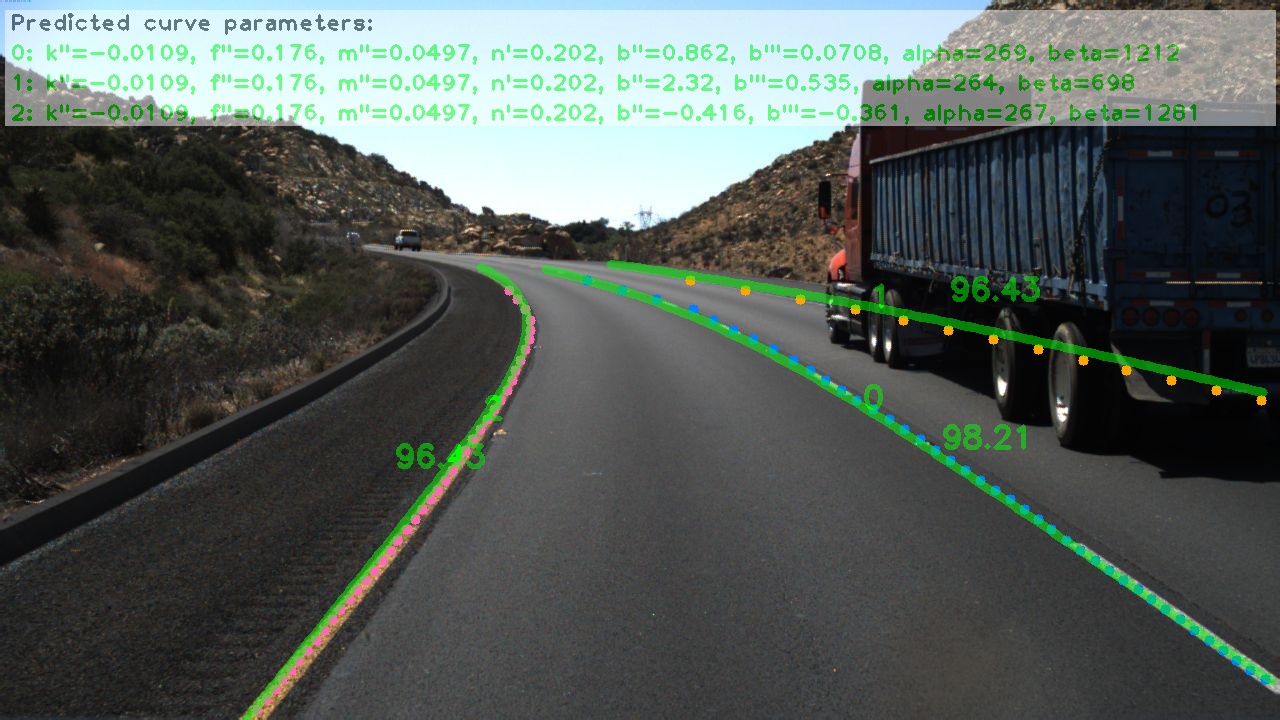 Predicted curve parameters:
0: k''=-0.0109, f''=0.176, m''=0.0497, n'=0.202, b''=0.862, b'''=0.0708, alpha=269, beta=1212
1: k''=-0.0109, f''=0.176, m''=0.0497, n'=0.202, b''=2.32, b'''=0.535, alpha=264, beta=698
2: k''=-0.0109, f''=0.176, m''=0.0497, n'=0.202, b''=-0.416, b'''=-0.361, alpha=267, beta=1281
03
1 96.43
0
2
98.21
96.43